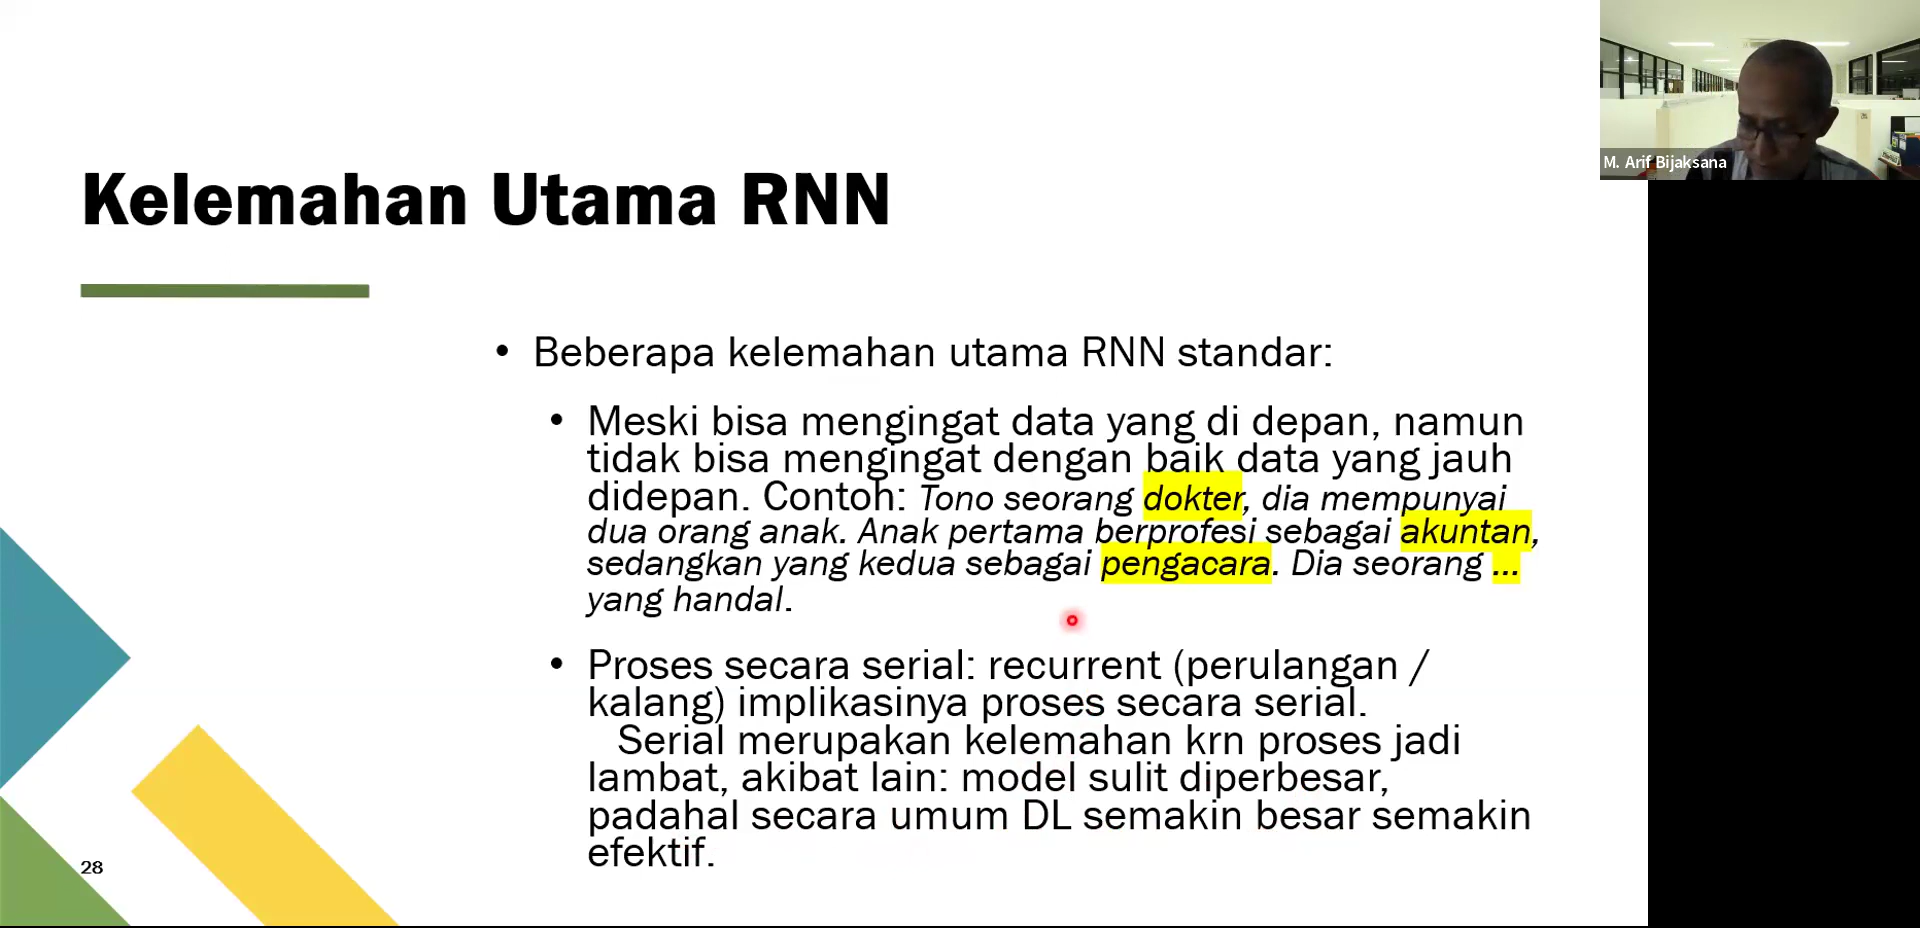 M. Arif Bijaksana
Kelemahan Utama RNN
• Beberapa kelemahan utama RNN standar:
• Meski bisa mengingat data yang di depan, namun
tidak bisa mengingat dengan baik data yang jauh
didepan. Contoh: Tono seorang dokter, dia mempunyai
dua orang anak. Anak pertama berprofesi sebagai akuntan,
sedangkan yang kedua sebagai pengacara. Dia seorang ...
yang handal.
• Proses secara serial: recurrent (perulangan /
kalang) implikasinya proses secara serial.
Serial merupakan kelemahan krn proses jadi
lambat, akibat lain: model sulit diperbesar,
padahal secara umum DL semakin besar semakin
efektif.
28